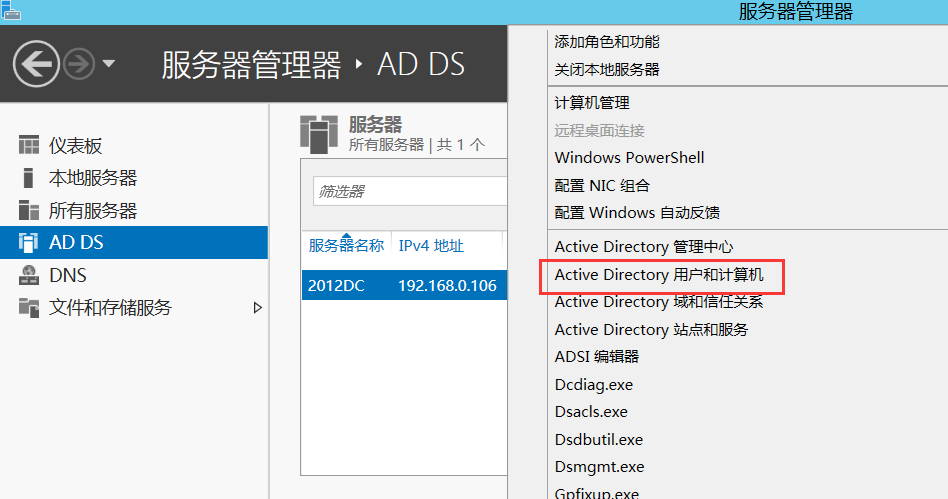 服务器管理器
服务器管理器 ‣ AD DS
仪表板
本地服务器
所有服务器
AD DS
DNS
文件和存储服务
服务器
所有服务器 | 共 1 个
筛选器
服务器名称 IPv4 地址
2012DC 192.168.0.106
添加角色和功能
关闭本地服务器
计算机管理
远程桌面连接
Windows PowerShell
配置 NIC 组合
配置 Windows 自动反馈
Active Directory 管理中心
Active Directory 用户和计算机
Active Directory 域和信任关系
Active Directory 站点和服务
ADSI 编辑器
Dcdiag.exe
Dsacls.exe
Dsdbutil.exe
Dsmgmt.exe
Gpfixup.exe